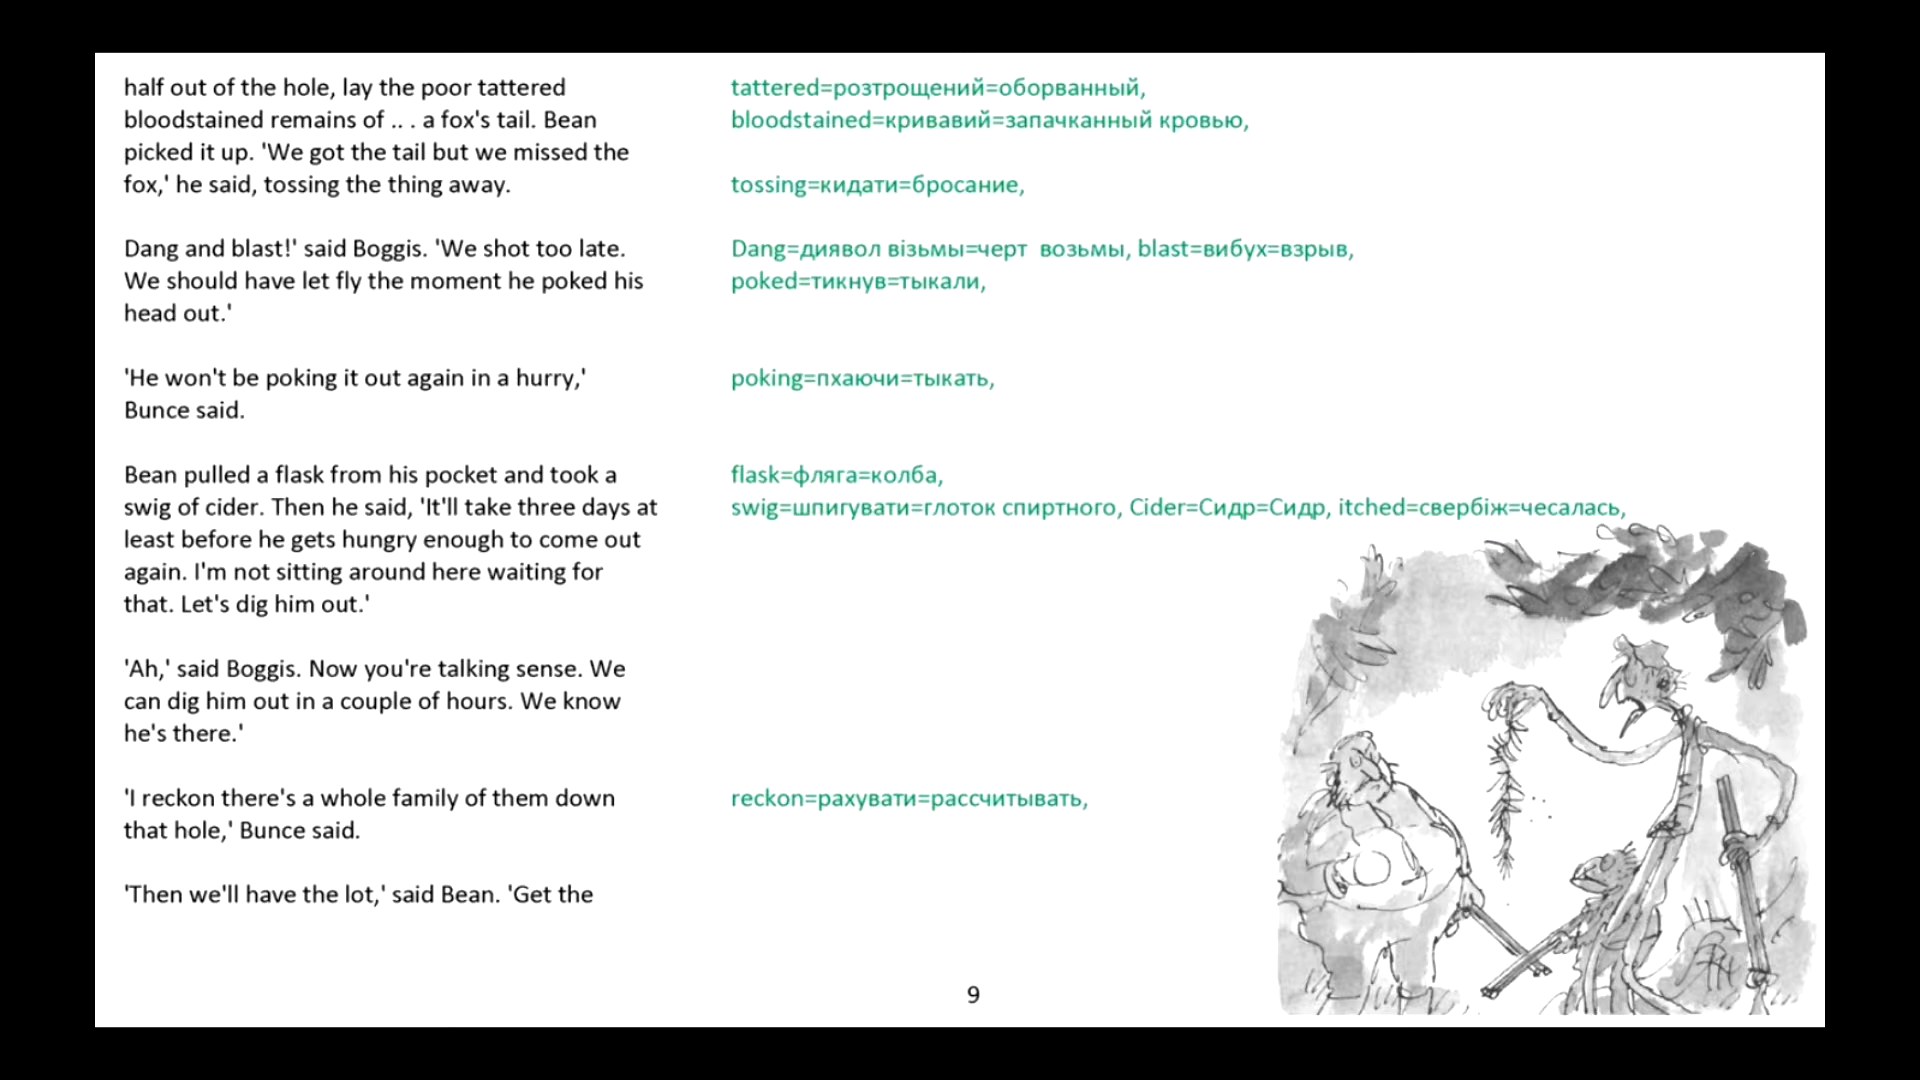 half out of the hole, lay the poor tattered
bloodstained remains of .. . a fox's tail. Bean
picked it up. 'We got the tail but we missed the
fox,' he said, tossing the thing away.
Dang and blast!' said Boggis. 'We shot too late.
We should have let fly the moment he poked his
head out.'
'He won't be poking it out again in a hurry,'
Bunce said.
Bean pulled a flask from his pocket and took a
swig of cider. Then he said, 'It'll take three days at
least before he gets hungry enough to come out
again. I'm not sitting around here waiting for
that. Let's dig him out.'
'Ah,' said Boggis. Now you're talking sense. We
can dig him out in a couple of hours. We know
he's there.'
'I reckon there's a whole family of them down
that hole,' Bunce said.
'Then we'll have the lot,' said Bean. 'Get the
tattered=розтрощений=оборванный,
bloodstained=кривавий=запачканный кровью,
tossing=кидати=бросание,
Dang=диявол візьмы=черт  возьмы, blast=вибух=взрыв,
poked=тикнув=тыкали,
poking=пхаючи=тыкать,
flask=фляга=колба,
swig=шпигувати=глоток спиртного, Cider=Сидр=Сидр, itched=свербіж=чесалась,
reckon=рахувати=рассчитывать,
9